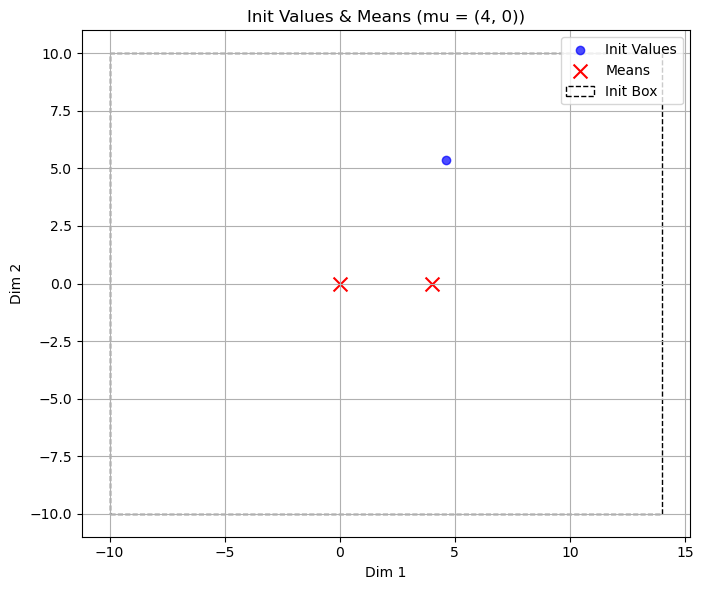 Init Values & Means (mu = (4, 0))
Init Values
Means
Init Box
10.0
7.5
5.0
2.5
0.0
−2.5
−5.0
−7.5
−10.0
Dim 2
−10
−5
0
5
10
15
Dim 1